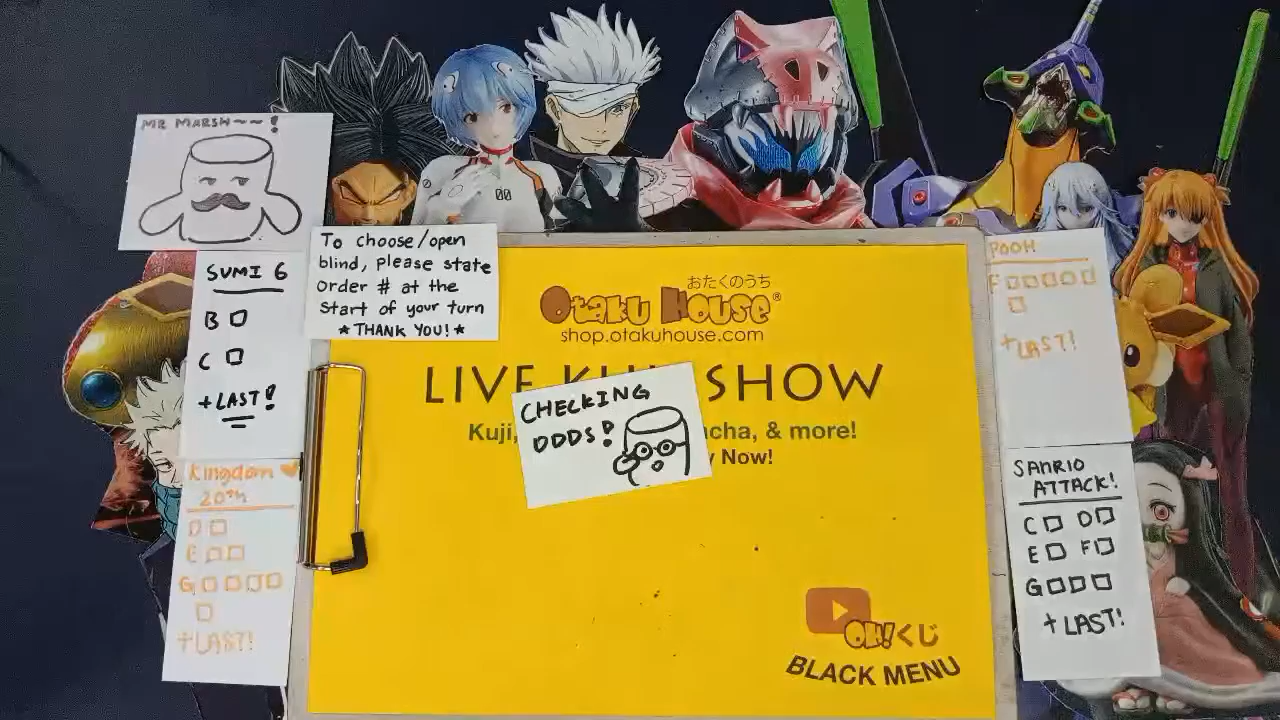 MR MARSH~~!
SUMI 6
B □
C □
+LAST!
To choose/open
blind, please state
order # at the
Start of your turn
★THANK YOU!★
Kingdom ♥
20th
D □
E □□
G □□□□
□
+LAST!
おたくのうち
Otaku House®
shop.otakuhouse.com
LIVE SHOW
Kuji, & more!
Now!
CHECKING
ODDS?
OH!くじ
BLACK MENU
POOH
F □□□□□
□
+LAST!
SANRIO
ATTACK!
C □ D □
E □ F □
G □□□
+LAST!
00